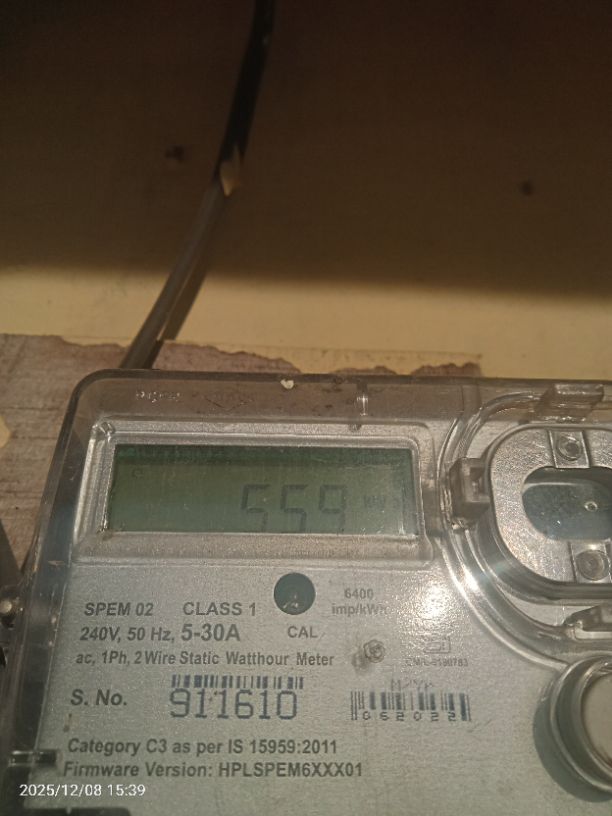 559
SPEM 02 CLASS 1
6400
imp/kWh
240V, 50 Hz, 5-30A CAL
ac, 1Ph, 2 Wire Static Watthour Meter
S. No. 911610
062022
Category C3 as per IS 15959:2011
Firmware Version: HPLSPEM6XXX01
2025/12/08 15:39